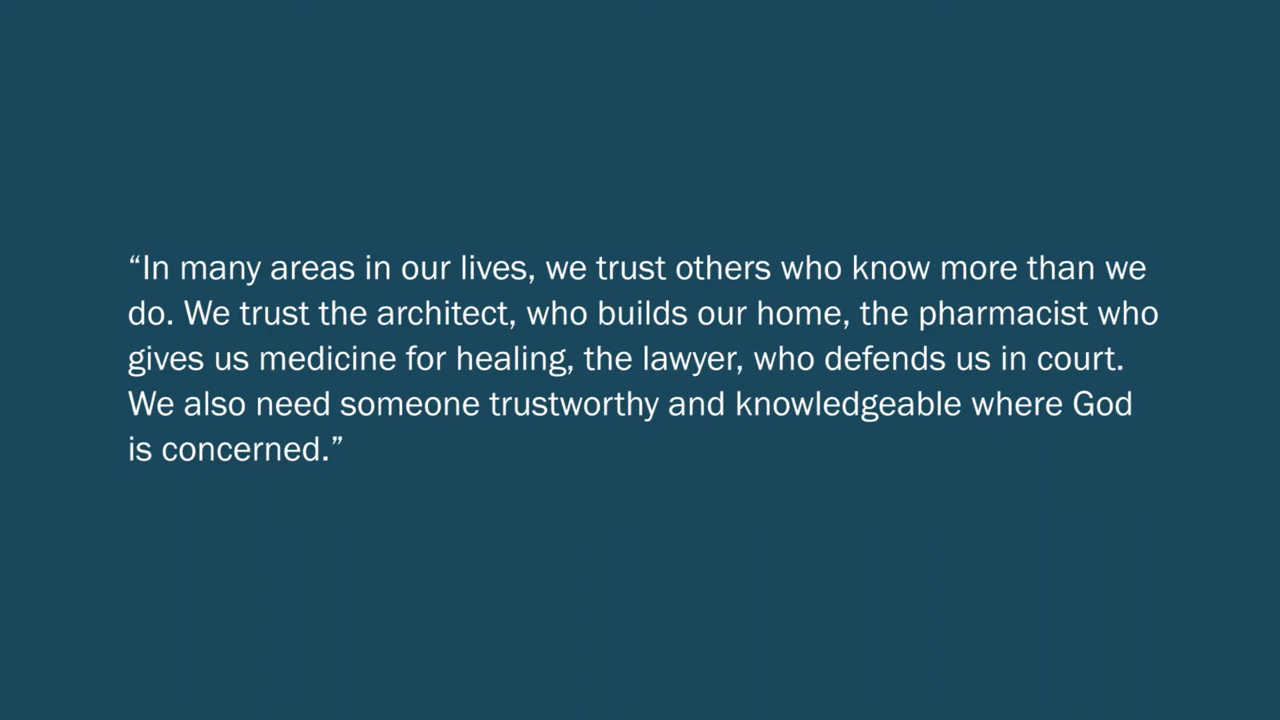 “In many areas in our lives, we trust others who know more than we
do. We trust the architect, who builds our home, the pharmacist who
gives us medicine for healing, the lawyer, who defends us in court.
We also need someone trustworthy and knowledgeable where God
is concerned.”